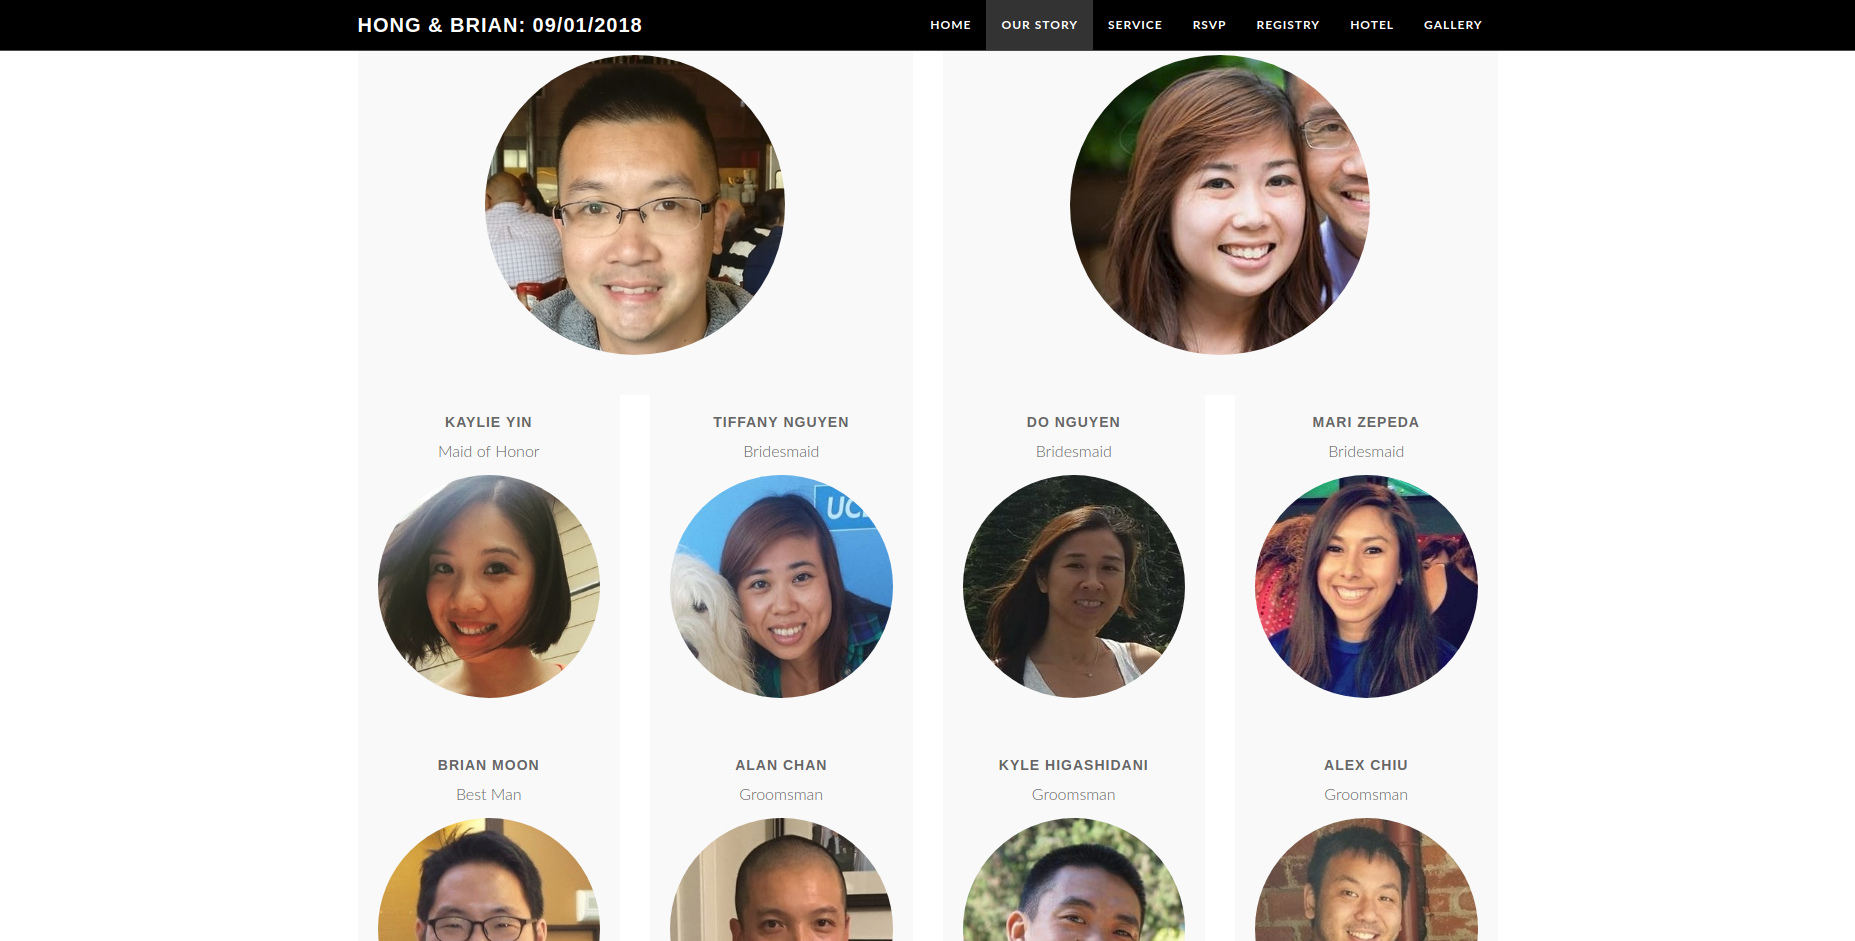 HONG & BRIAN: 09/01/2018
HOME OUR STORY SERVICE RSVP REGISTRY HOTEL GALLERY
KAYLIE YIN
Maid of Honor
TIFFANY NGUYEN
Bridesmaid
DO NGUYEN
Bridesmaid
MARI ZEPEDA
Bridesmaid
BRIAN MOON
Best Man
ALAN CHAN
Groomsman
KYLE HIGASHIDANI
Groomsman
ALEX CHIU
Groomsman